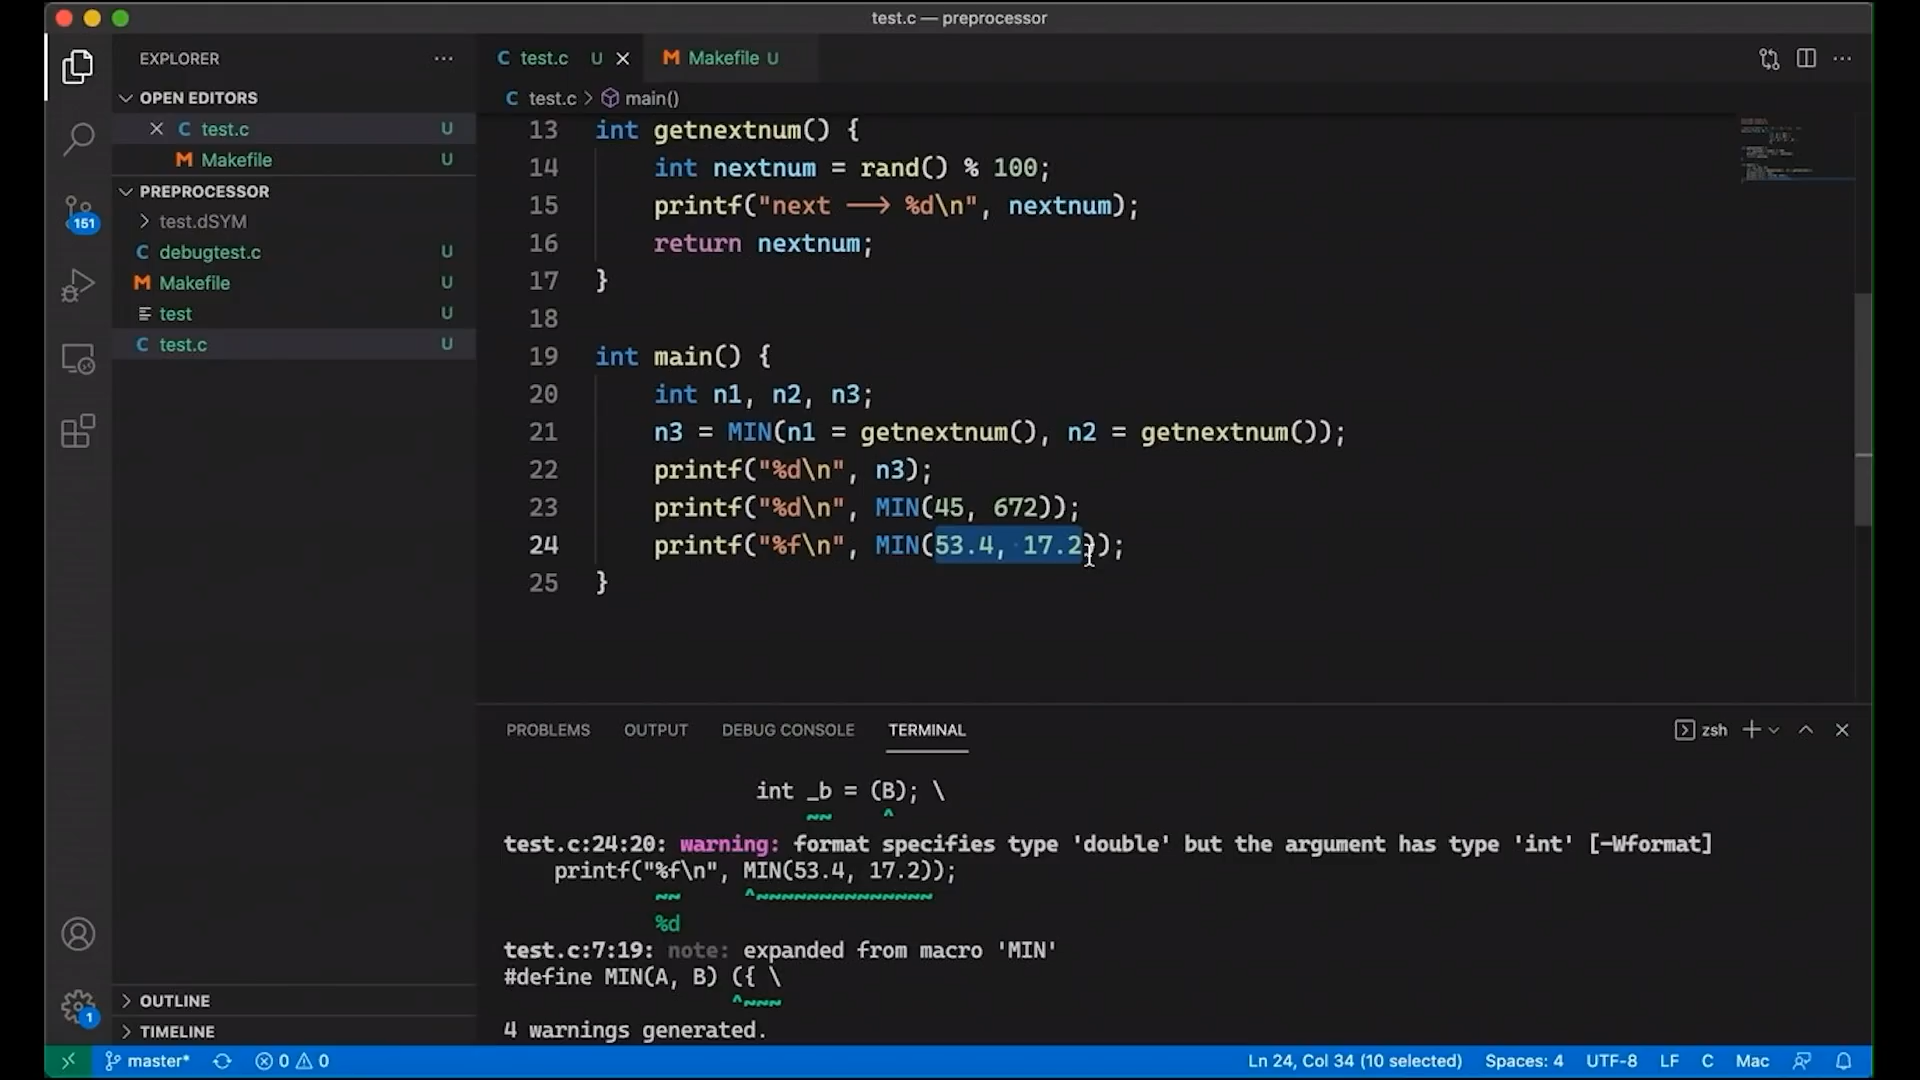 test.c — preprocessor
EXPLORER
OPEN EDITORS
C test.c U
M Makefile U
PREPROCESSOR
test.dSYM
C debugtest.c U
M Makefile U
test U
C test.c U
OUTLINE
TIMELINE
151
1
C test.c U
M Makefile U
C test.c > main()
13 int getnextnum() {
14 int nextnum = rand() % 100;
15 printf("next --> %d\n", nextnum);
16 return nextnum;
17 }
18
19 int main() {
20 int n1, n2, n3;
21 n3 = MIN(n1 = getnextnum(), n2 = getnextnum());
22 printf("%d\n", n3);
23 printf("%d\n", MIN(45, 672));
24 printf("%f\n", MIN(53.4, 17.2));
25 }
PROBLEMS OUTPUT DEBUG CONSOLE TERMINAL
zsh
int _b = (B); \
~~ ^
test.c:24:20: warning: format specifies type 'double' but the argument has type 'int' [-Wformat]
printf("%f\n", MIN(53.4, 17.2));
~~ ^~~~~~~~~~~~~~~
%d
test.c:7:19: note: expanded from macro 'MIN'
#define MIN(A, B) ({ \
^~~~
4 warnings generated.
master* 0 0 Ln 24, Col 34 (10 selected) Spaces: 4 UTF-8 LF C Mac